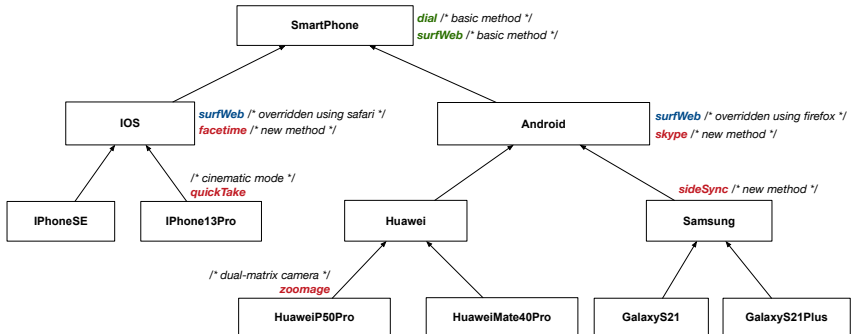 SmartPhone
dial /* basic method */
surfWeb /* basic method */
IOS
surfWeb /* overridden using safari */
facetime /* new method */
Android
surfWeb /* overridden using firefox */
skype /* new method */
/* cinematic mode */
quickTake
sideSync /* new method */
IPhoneSE
IPhone13Pro
Huawei
Samsung
/* dual-matrix camera */
zoomage
HuaweiP50Pro
HuaweiMate40Pro
GalaxyS21
GalaxyS21Plus